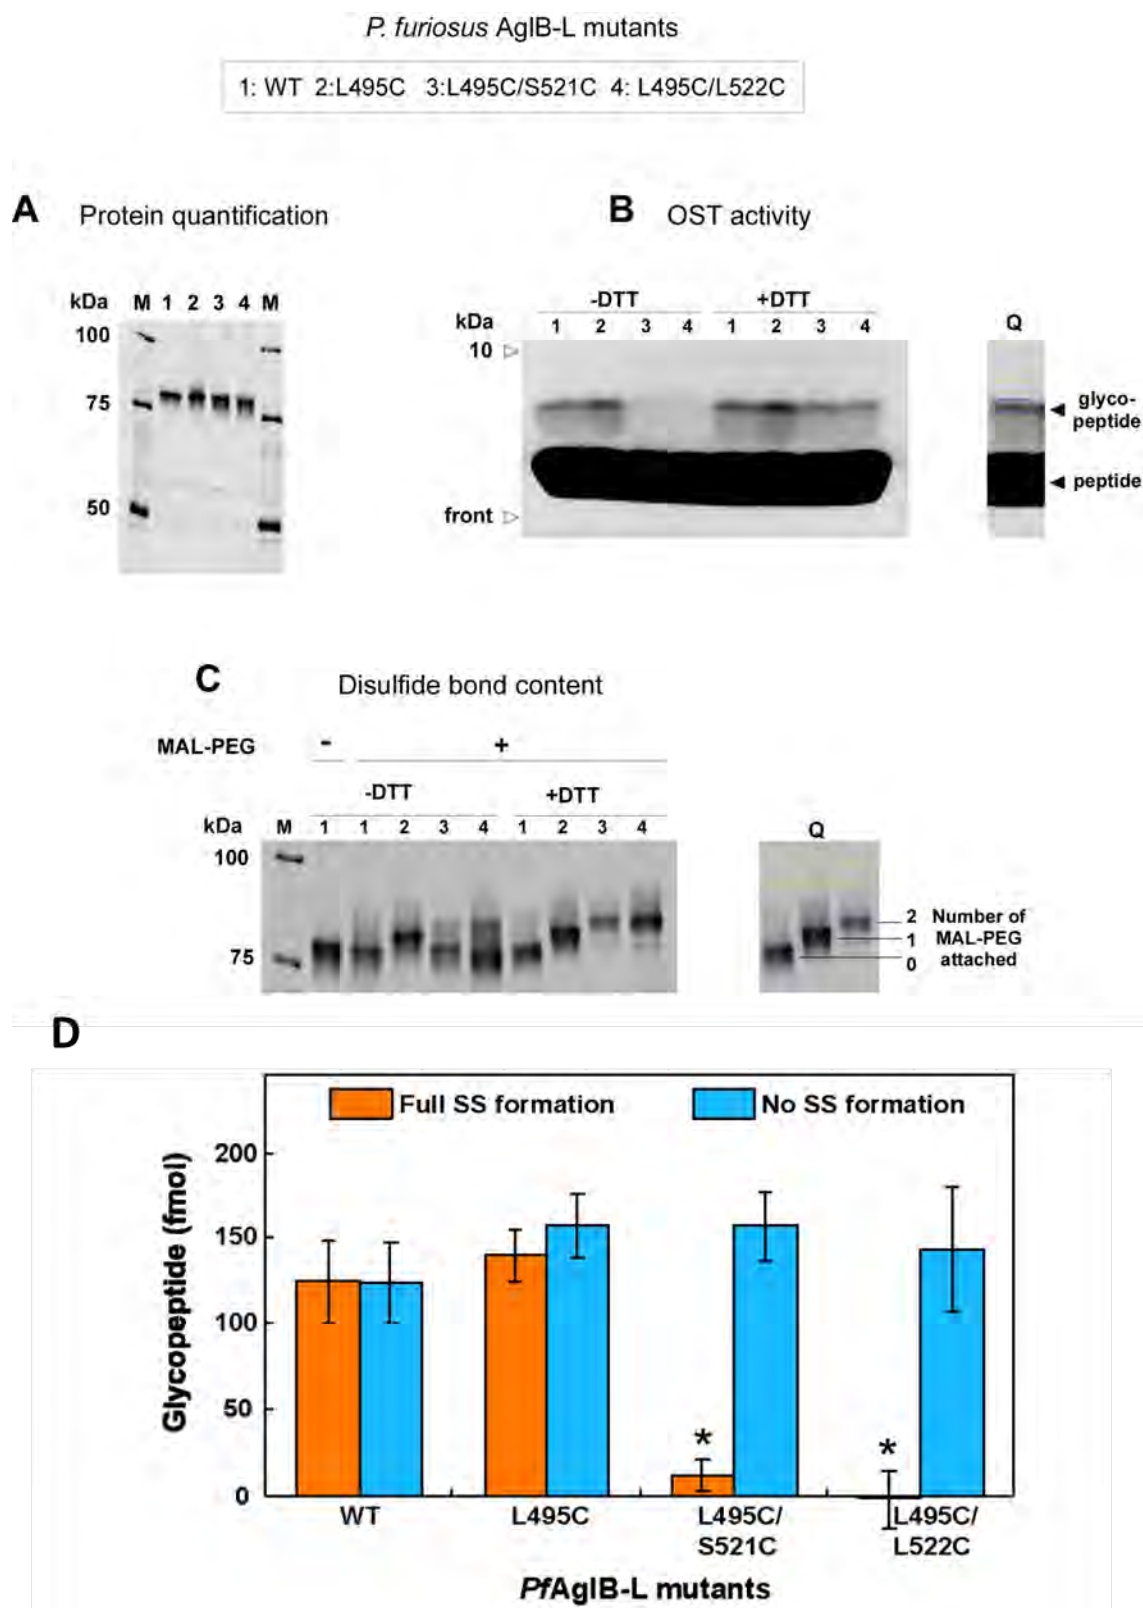 P. furiosus AglB-L mutants
1: WT 2:L495C 3:L495C/S521C 4: L495C/L522C
A Protein quantification
kDa M 1 2 3 4 M
100
75
50
B OST activity
-DTT +DTT
kDa 1 2 3 4 1 2 3 4 Q
10
glyco-
peptide
peptide
front
C Disulfide bond content
MAL-PEG - +
-DTT +DTT
kDa M 1 1 2 3 4 1 2 3 4 Q
100
75
2 Number of
1 MAL-PEG
0 attached
D
Full SS formation No SS formation
Glycopeptide (fmol)
200
150
100
50
0
* *
WT L495C L495C/ L495C/
S521C L522C
PfAglB-L mutants